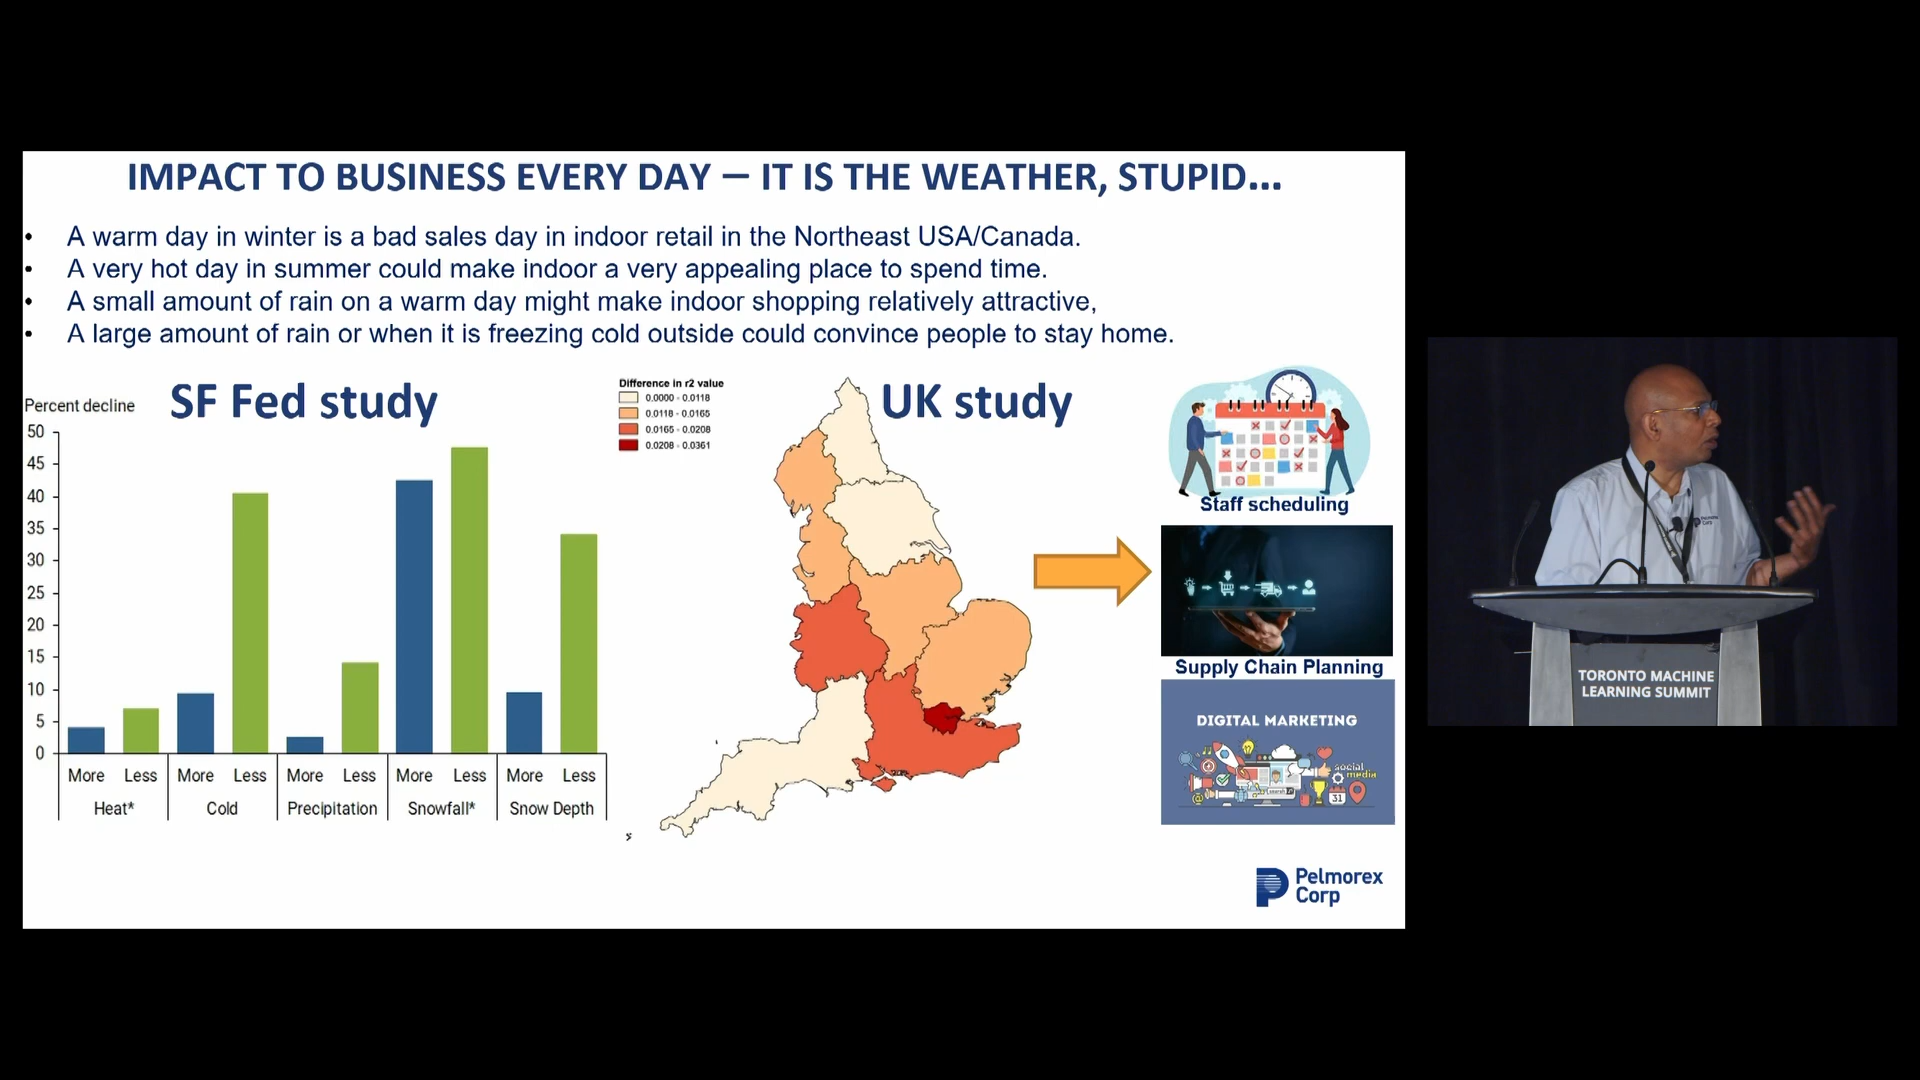 IMPACT TO BUSINESS EVERY DAY – IT IS THE WEATHER, STUPID...
• A warm day in winter is a bad sales day in indoor retail in the Northeast USA/Canada.
• A very hot day in summer could make indoor a very appealing place to spend time.
• A small amount of rain on a warm day might make indoor shopping relatively attractive,
• A large amount of rain or when it is freezing cold outside could convince people to stay home.
SF Fed study
Percent decline
50
45
40
35
30
25
20
15
10
5
0
More Less More Less More Less More Less More Less
Heat* Cold Precipitation Snowfall* Snow Depth
UK study
Difference in r2 value
0.0000 - 0.0118
0.0118 - 0.0165
0.0165 - 0.0208
0.0208 - 0.0361
Staff scheduling
Supply Chain Planning
DIGITAL MARKETING
social
media
31
Pelmorex
Corp
Pelmorex
Corp
TORONTO MACHINE
LEARNING SUMMIT